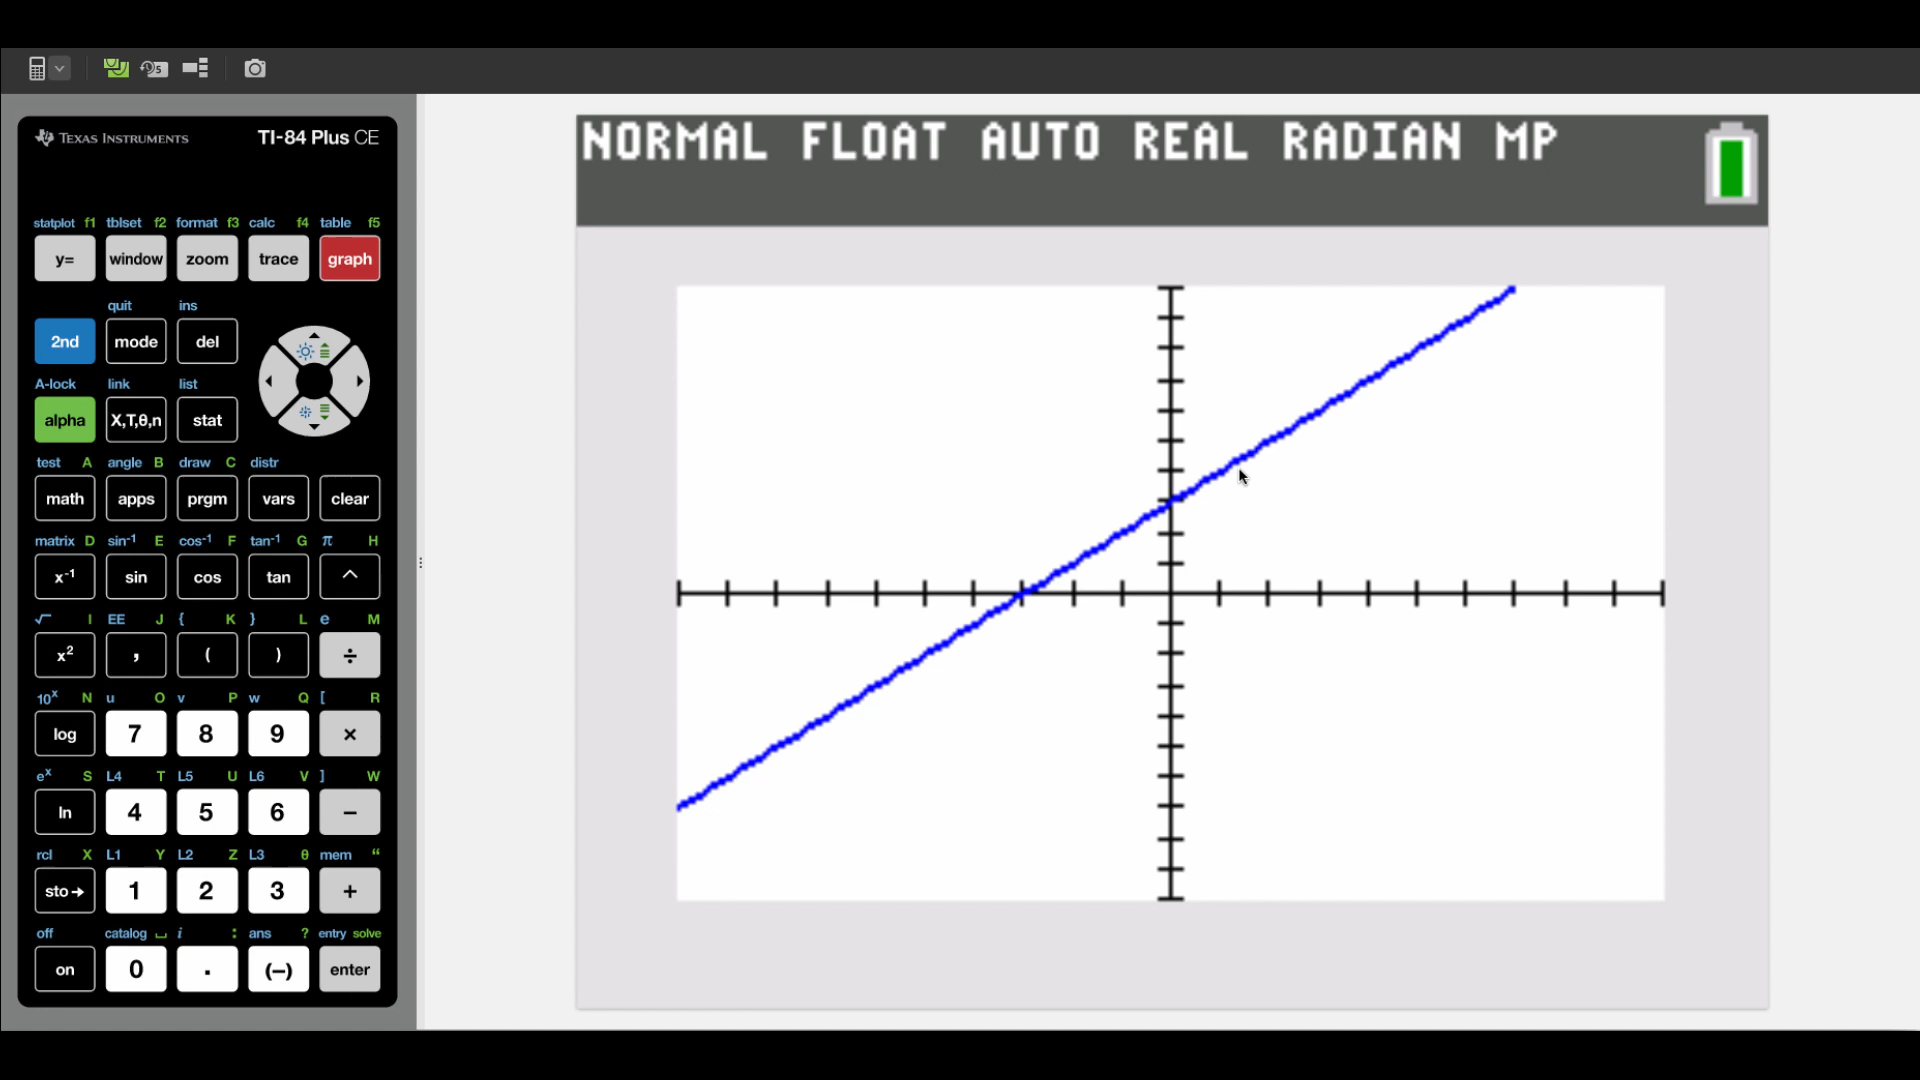 TEXAS INSTRUMENTS TI-84 Plus CE
NORMAL FLOAT AUTO REAL RADIAN MP
statplot f1 tblset f2 format f3 calc f4 table f5
y= window zoom trace graph
quit ins
2nd mode del
A-lock link list
alpha X,T,θ,n stat
test A angle B draw C distr
math apps prgm vars clear
matrix D sin⁻¹ E cos⁻¹ F tan⁻¹ G π H
x⁻¹ sin cos tan ^
√ I EE J { K } L e M
x² , ( ) ÷
10ˣ N u O v P w Q [ R
log 7 8 9 ×
eˣ S L4 T L5 U L6 V ] W
ln 4 5 6 −
rcl X L1 Y L2 Z L3 θ mem “
sto→ 1 2 3 +
off catalog ⎵ i : ans ? entry solve
on 0 . (–) enter